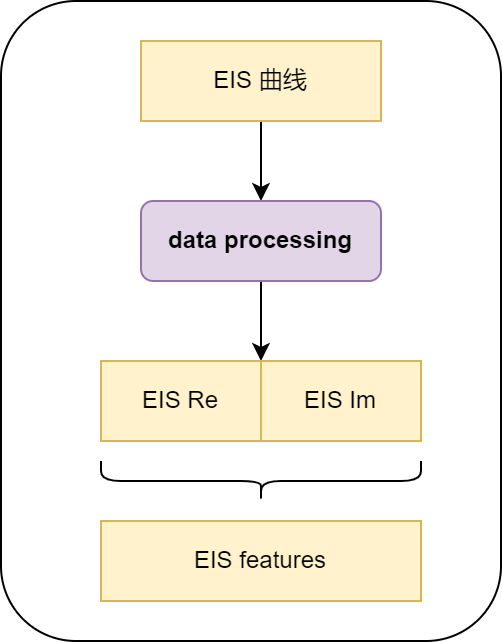 EIS 曲线
data processing
EIS Re
EIS Im
EIS features